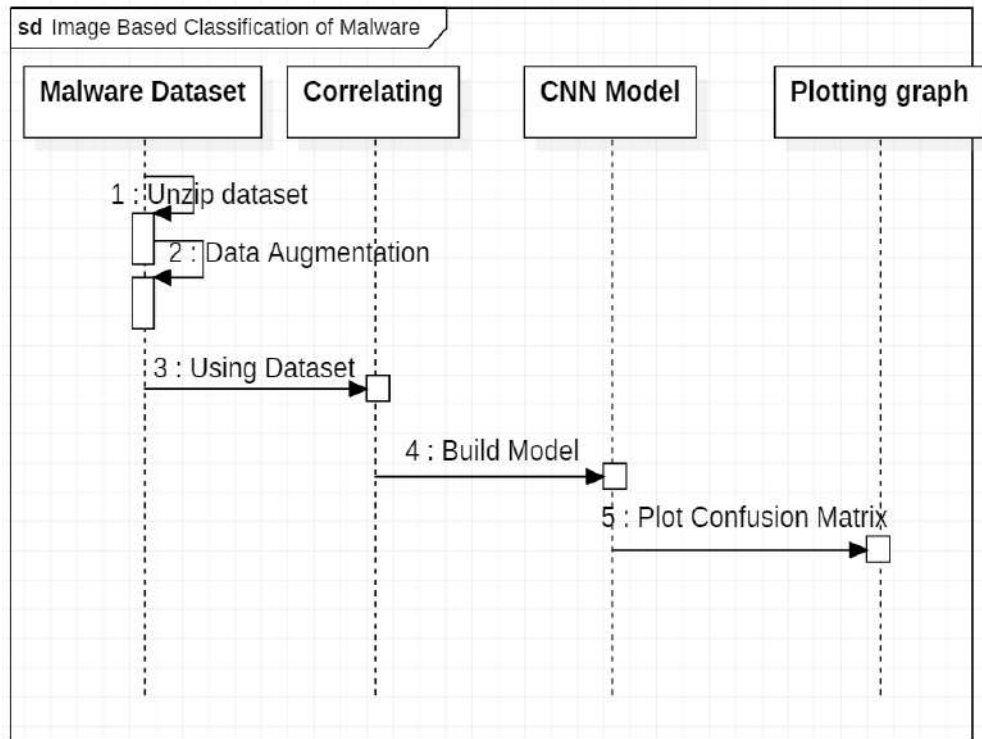 sd Image Based Classification of Malware
Malware Dataset
Correlating
CNN Model
Plotting graph
1 : Unzip dataset
2 : Data Augmentation
3 : Using Dataset
4 : Build Model
5 : Plot Confusion Matrix